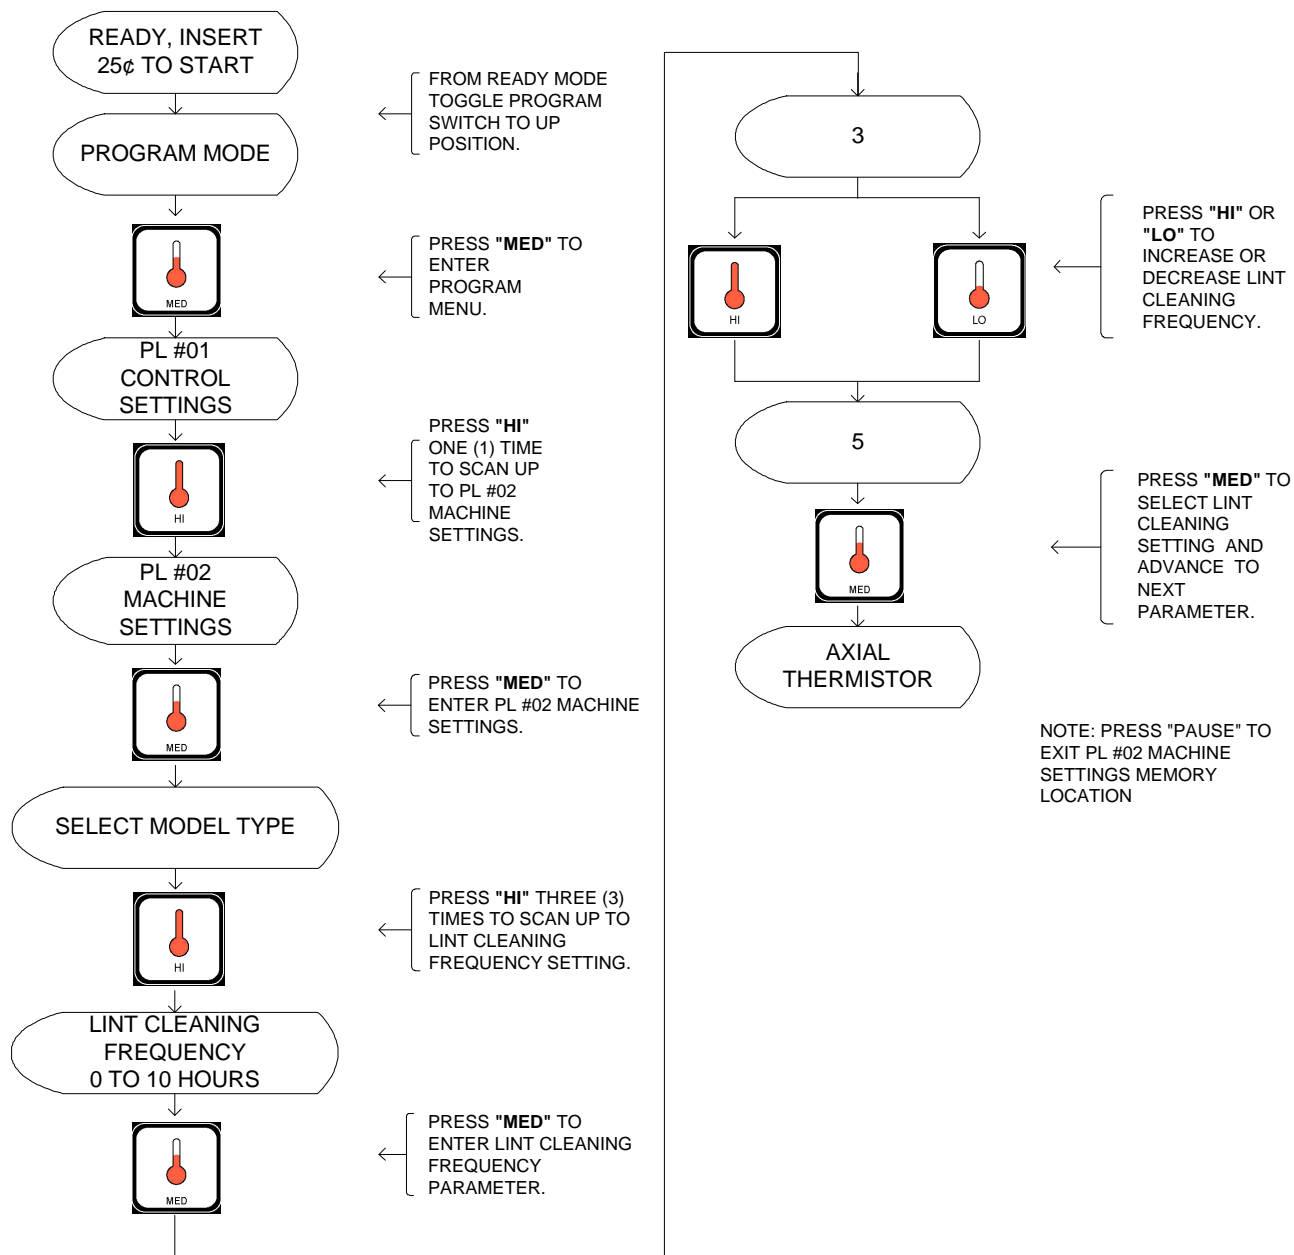 READY, INSERT
25¢ TO START
FROM READY MODE
TOGGLE PROGRAM
SWITCH TO UP
POSITION.
PROGRAM MODE
MED
PRESS "MED" TO
ENTER
PROGRAM
MENU.
PL #01
CONTROL
SETTINGS
HI
PRESS "HI"
ONE (1) TIME
TO SCAN UP
TO PL #02
MACHINE
SETTINGS.
PL #02
MACHINE
SETTINGS
MED
PRESS "MED" TO
ENTER PL #02 MACHINE
SETTINGS.
SELECT MODEL TYPE
HI
PRESS "HI" THREE (3)
TIMES TO SCAN UP TO
LINT CLEANING
FREQUENCY SETTING.
LINT CLEANING
FREQUENCY
0 TO 10 HOURS
MED
PRESS "MED" TO
ENTER LINT CLEANING
FREQUENCY
PARAMETER.
3
HI
LO
PRESS "HI" OR
"LO" TO
INCREASE OR
DECREASE LINT
CLEANING
FREQUENCY.
5
MED
PRESS "MED" TO
SELECT LINT
CLEANING
SETTING AND
ADVANCE TO
NEXT
PARAMETER.
AXIAL
THERMISTOR
NOTE: PRESS "PAUSE" TO
EXIT PL #02 MACHINE
SETTINGS MEMORY
LOCATION